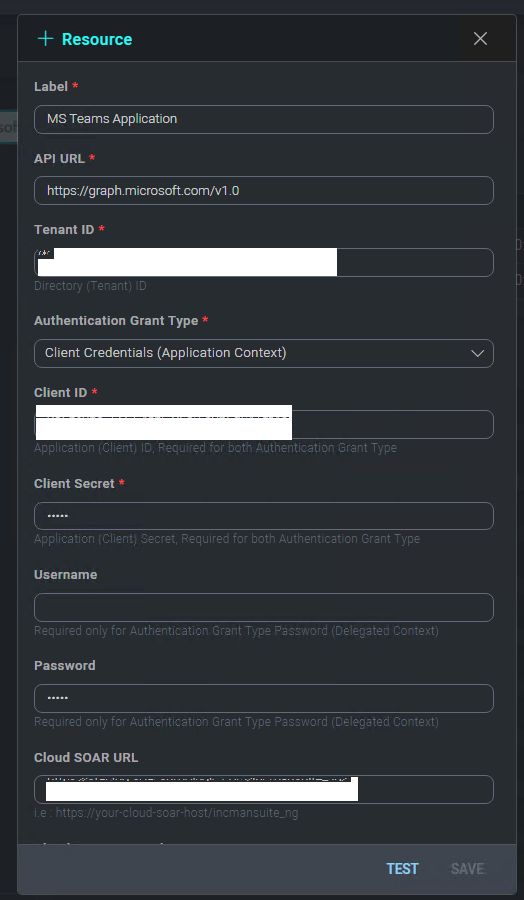 Resource
Label *
MS Teams Application
API URL *
https://graph.microsoft.com/v1.0
Tenant ID *
Directory (Tenant) ID
Authentication Grant Type *
Client Credentials (Application Context)
Client ID *
Application (Client) ID, Required for both Authentication Grant Type
Client Secret *
•••••
Application (Client) Secret, Required for both Authentication Grant Type
Username
Required only for Authentication Grant Type Password (Delegated Context)
Password
•••••
Required only for Authentication Grant Type Password (Delegated Context)
Cloud SOAR URL
i.e : https://your-cloud-soar-host/incmansuite_ng
TEST SAVE